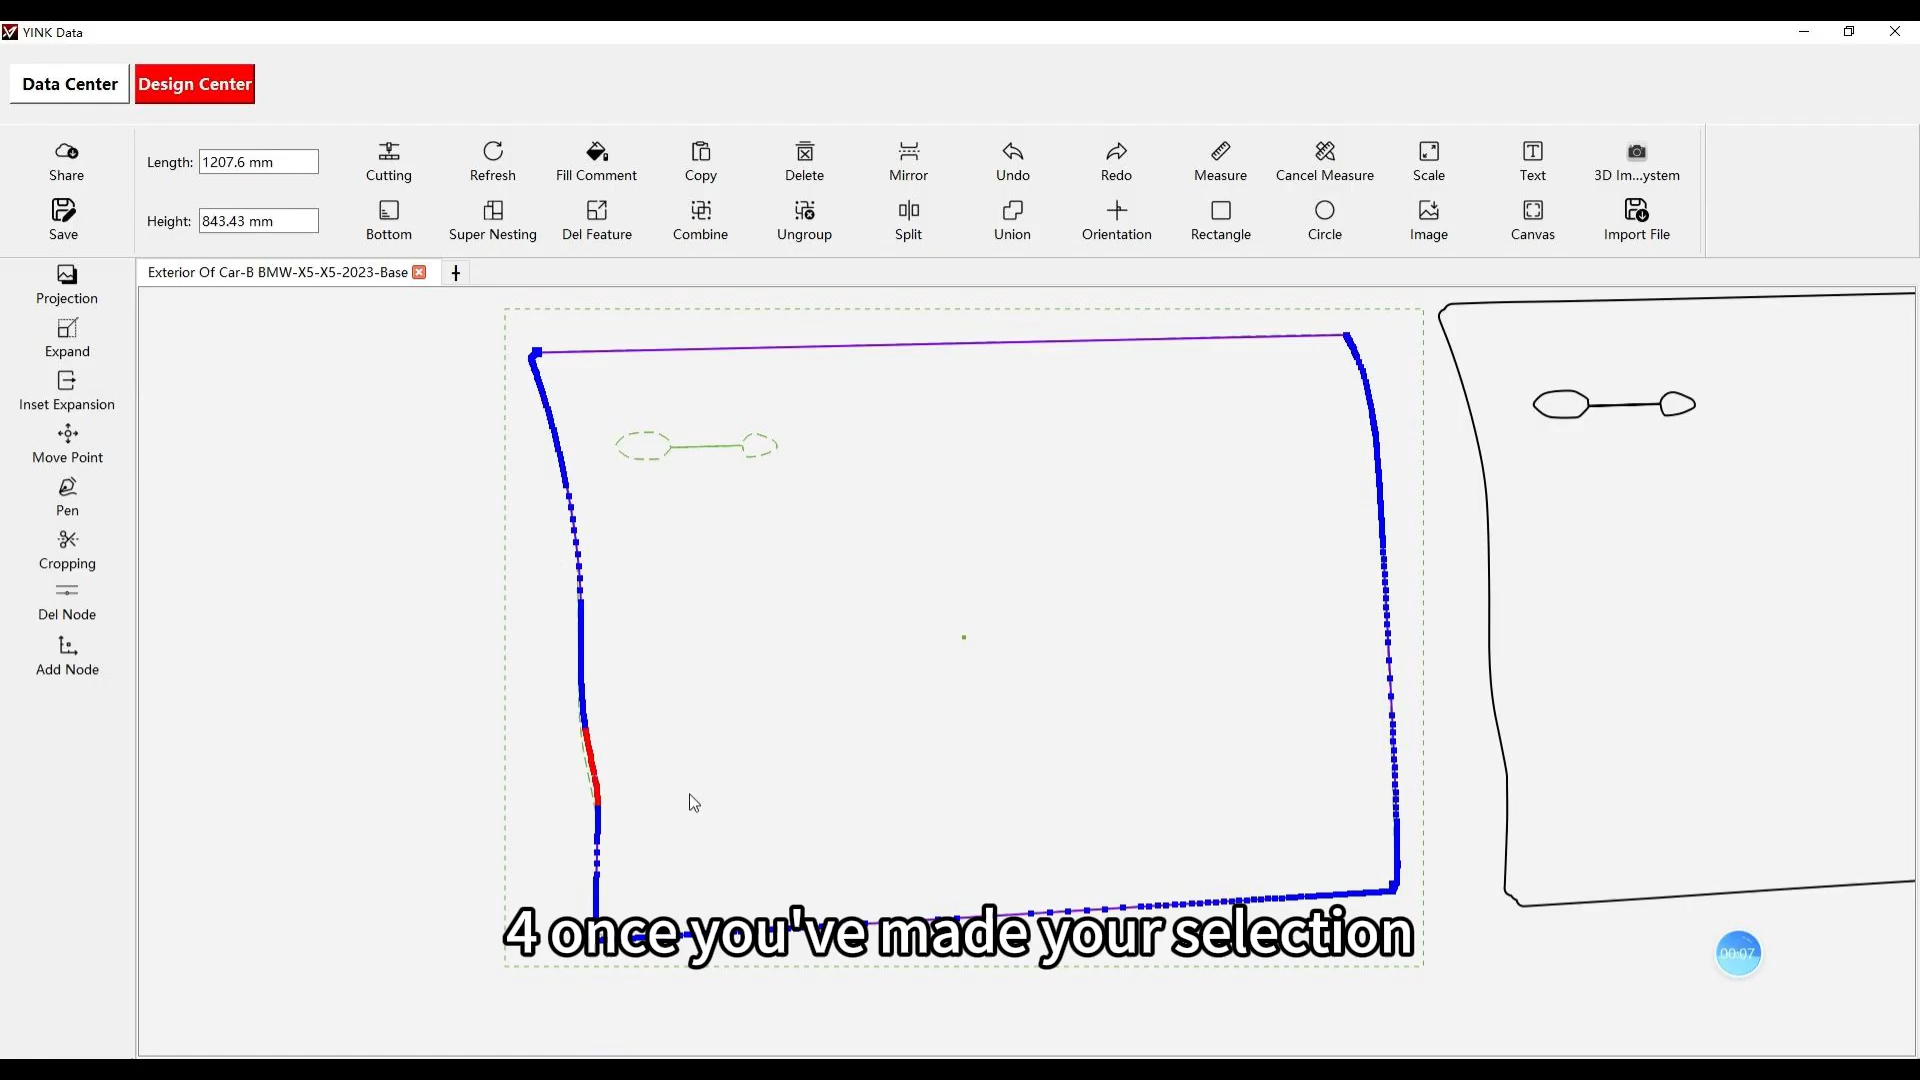 YINK Data
Data Center
Design Center
Share
Save
Length: 1207.6 mm
Height: 843.43 mm
Cutting
Refresh
Fill Comment
Copy
Delete
Mirror
Undo
Redo
Measure
Cancel Measure
Scale
Text
3D Im...ystem
Bottom
Super Nesting
Del Feature
Combine
Ungroup
Split
Union
Orientation
Rectangle
Circle
Image
Canvas
Import File
Exterior Of Car-B BMW-X5-X5-2023-Base
Projection
Expand
Inset Expansion
Move Point
Pen
Cropping
Del Node
Add Node
4 once you've made your selection
00:07